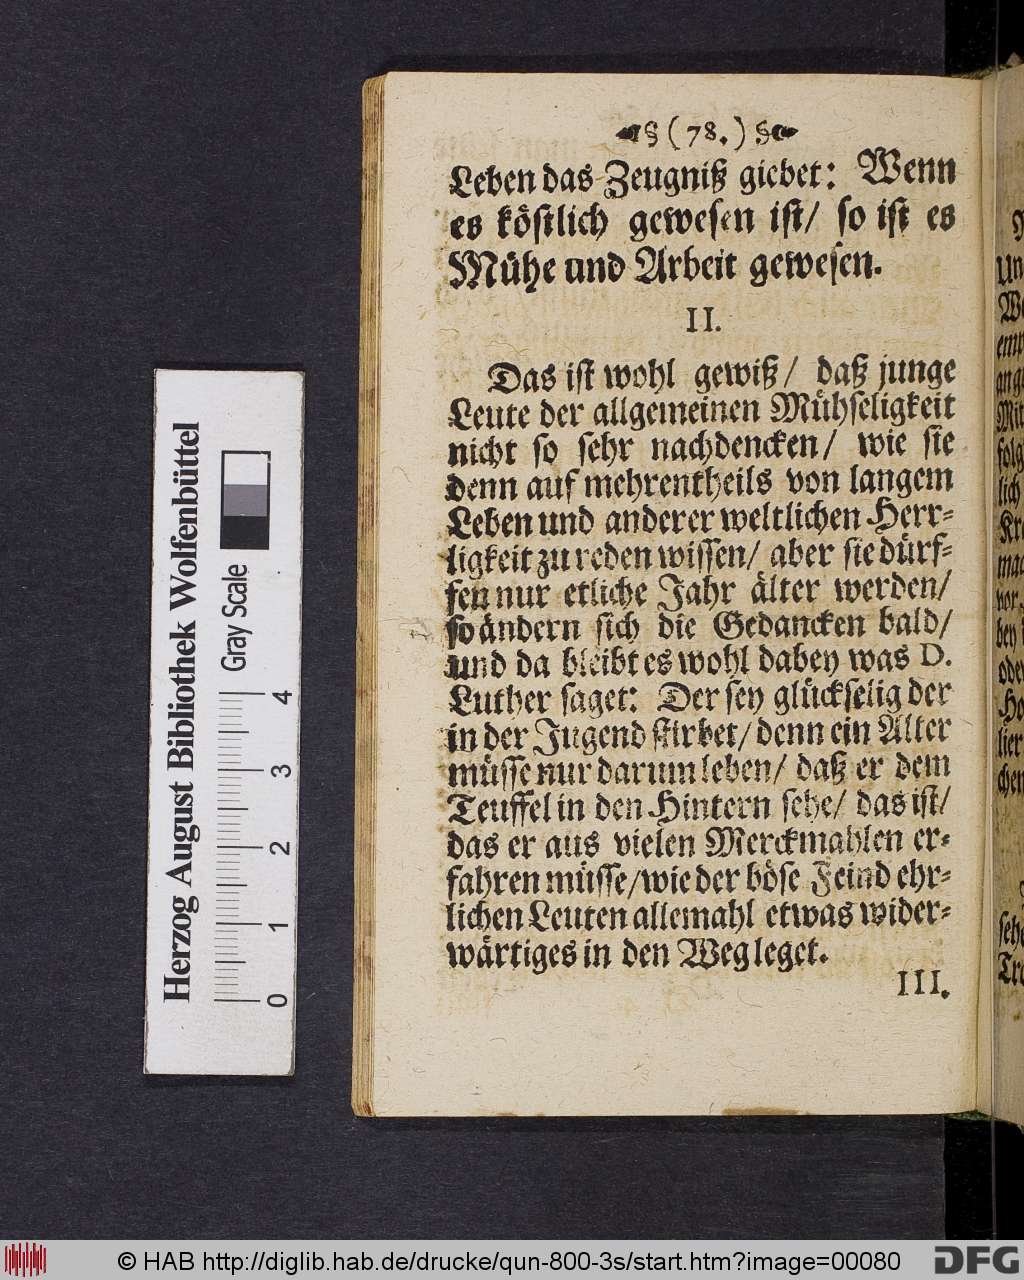 § (78.) §
Leben das Zeugniß giebet: Wenn
es köstlich gewesen ist/ so ist es
Mühe und Arbeit gewesen.
II.
Das ist wohl gewiß/ daß junge
Leute der allgemeinen Mühseligkeit
nicht so sehr nachdencken/ wie sie
denn auf mehrentheils von langem
Leben und anderer weltlichen Herr-
ligkeit zu reden wissen/ aber sie dürf-
fen nur etliche Jahr älter werden/
so ändern sich die Gedancken bald/
und da bleibt es wohl dabey was D.
Luther saget: Der sey glückselig der
in der Jugend stirbet/ denn ein Alter
müsse nur darum leben/ daß er dem
Teuffel in den Hintern sehe/ das ist/
das er aus vielen Merckmahlen er-
fahren müsse/ wie der böse Feind ehr-
lichen Leuten allemahl etwas wider-
wärtiges in den Weg leget.
III.
Herzog August Bibliothek Wolfenbüttel
Gray Scale
0 1 2 3 4
© HAB http://diglib.hab.de/drucke/qun-800-3s/start.htm?image=00080
DFG